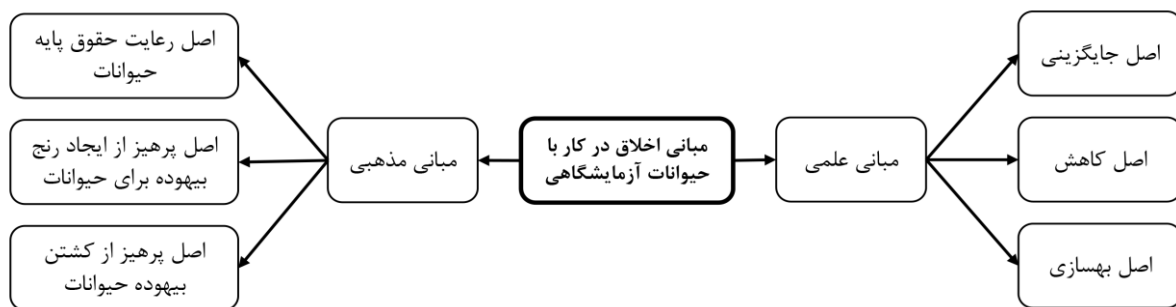 مبانی اخلاق در کار با
حیوانات آزمایشگاهی
مبانی علمی
اصل جایگزینی
اصل کاهش
اصل بهسازی
مبانی مذهبی
اصل رعایت حقوق پایه
حیوانات
اصل پرهیز از ایجاد رنج
بیهوده برای حیوانات
اصل پرهیز از کشتن
بیهوده حیوانات